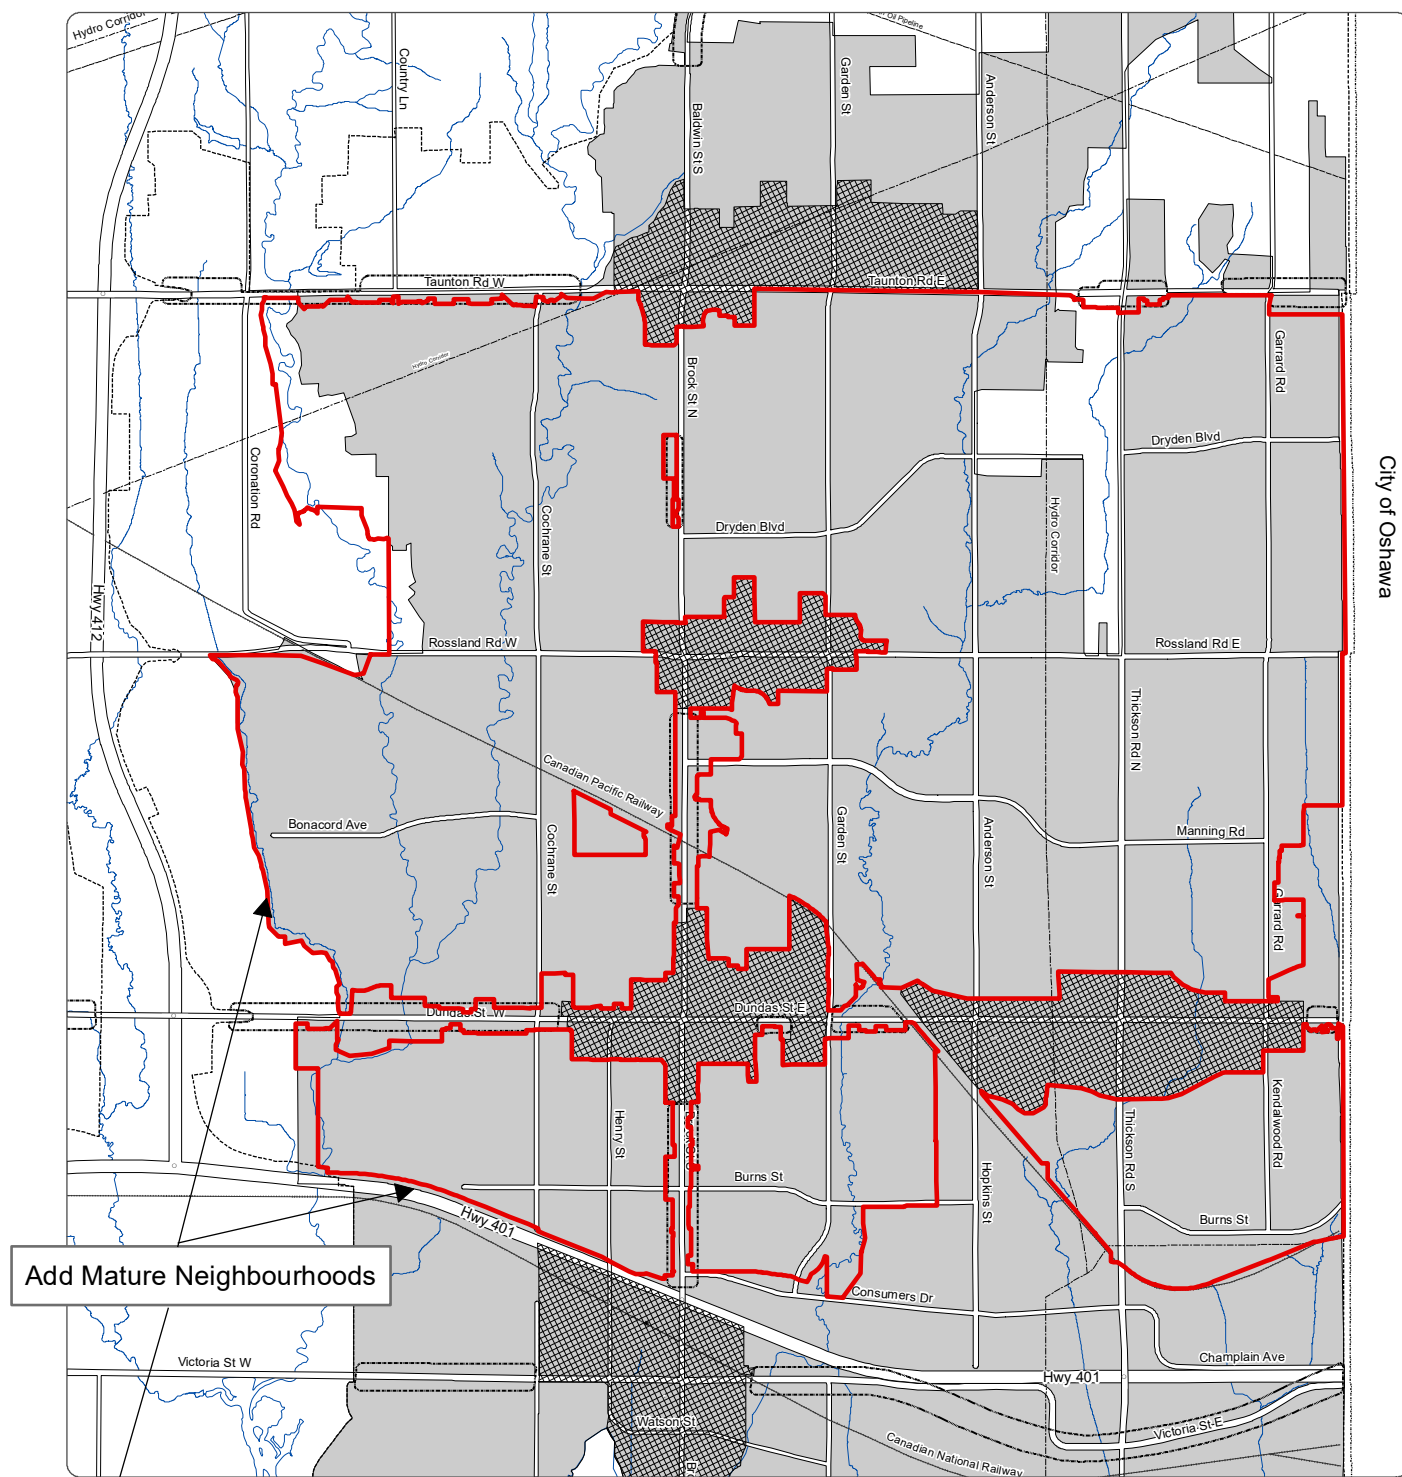 Hydro Corridor
Oil Pipeline
Country Ln
Baldwin St S
Garden St
Anderson St
Taunton Rd W
Taunton Rd E
Hydro Corridor
Brock St N
Garrard Rd
Dryden Blvd
Coronation Rd
Cochrane St
Dryden Blvd
Hydro Corridor
City of Oshawa
Hwy 412
Rossland Rd W
Rossland Rd E
Thickson Rd N
Canadian Pacific Railway
Bonacord Ave
Cochrane St
Garden St
Anderson St
Manning Rd
Garrard Rd
Dundas St W
Dundas St E
Henry St
Burns St
Hopkins St
Thickson Rd S
Kendalwood Rd
Burns St
Hwy 401
Add Mature Neighbourhoods
Consumers Dr
Victoria St W
Champlain Ave
Hwy 401
Watson St
Victoria St E
Canadian National Railway